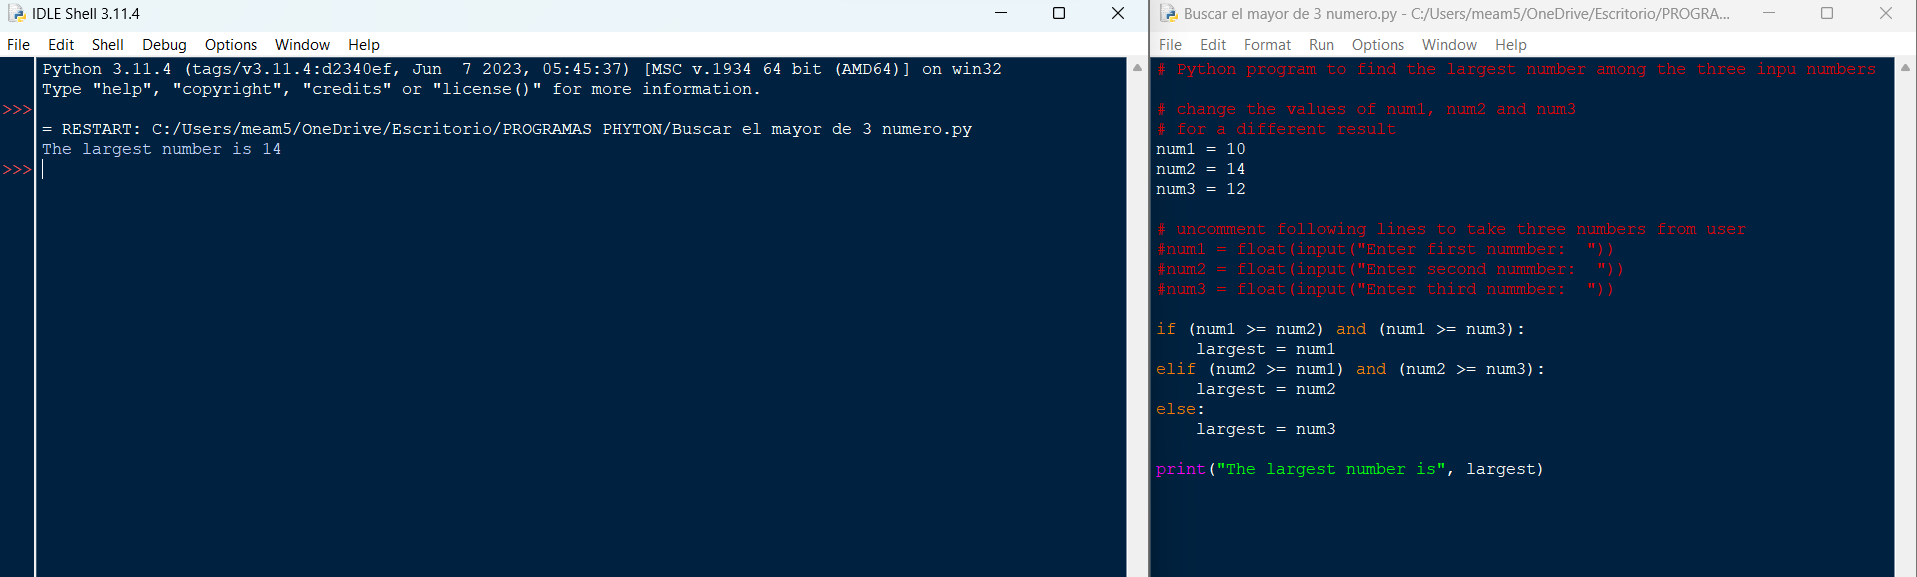 IDLE Shell 3.11.4
File Edit Shell Debug Options Window Help
Python 3.11.4 (tags/v3.11.4:d2340ef, Jun  7 2023, 05:45:37) [MSC v.1934 64 bit (AMD64)] on win32
Type "help", "copyright", "credits" or "license()" for more information.
>>>
= RESTART: C:/Users/meam5/OneDrive/Escritorio/PROGRAMAS PHYTON/Buscar el mayor de 3 numero.py
The largest number is 14
>>>
Buscar el mayor de 3 numero.py - C:/Users/meam5/OneDrive/Escritorio/PROGRA...
File Edit Format Run Options Window Help
# Python program to find the largest number among the three inpu numbers
# change the values of num1, num2 and num3
# for a different result
num1 = 10
num2 = 14
num3 = 12
# uncomment following lines to take three numbers from user
#num1 = float(input("Enter first nummber:  "))
#num2 = float(input("Enter second nummber:  "))
#num3 = float(input("Enter third nummber:  "))
if (num1 >= num2) and (num1 >= num3):
    largest = num1
elif (num2 >= num1) and (num2 >= num3):
    largest = num2
else:
    largest = num3
print("The largest number is", largest)